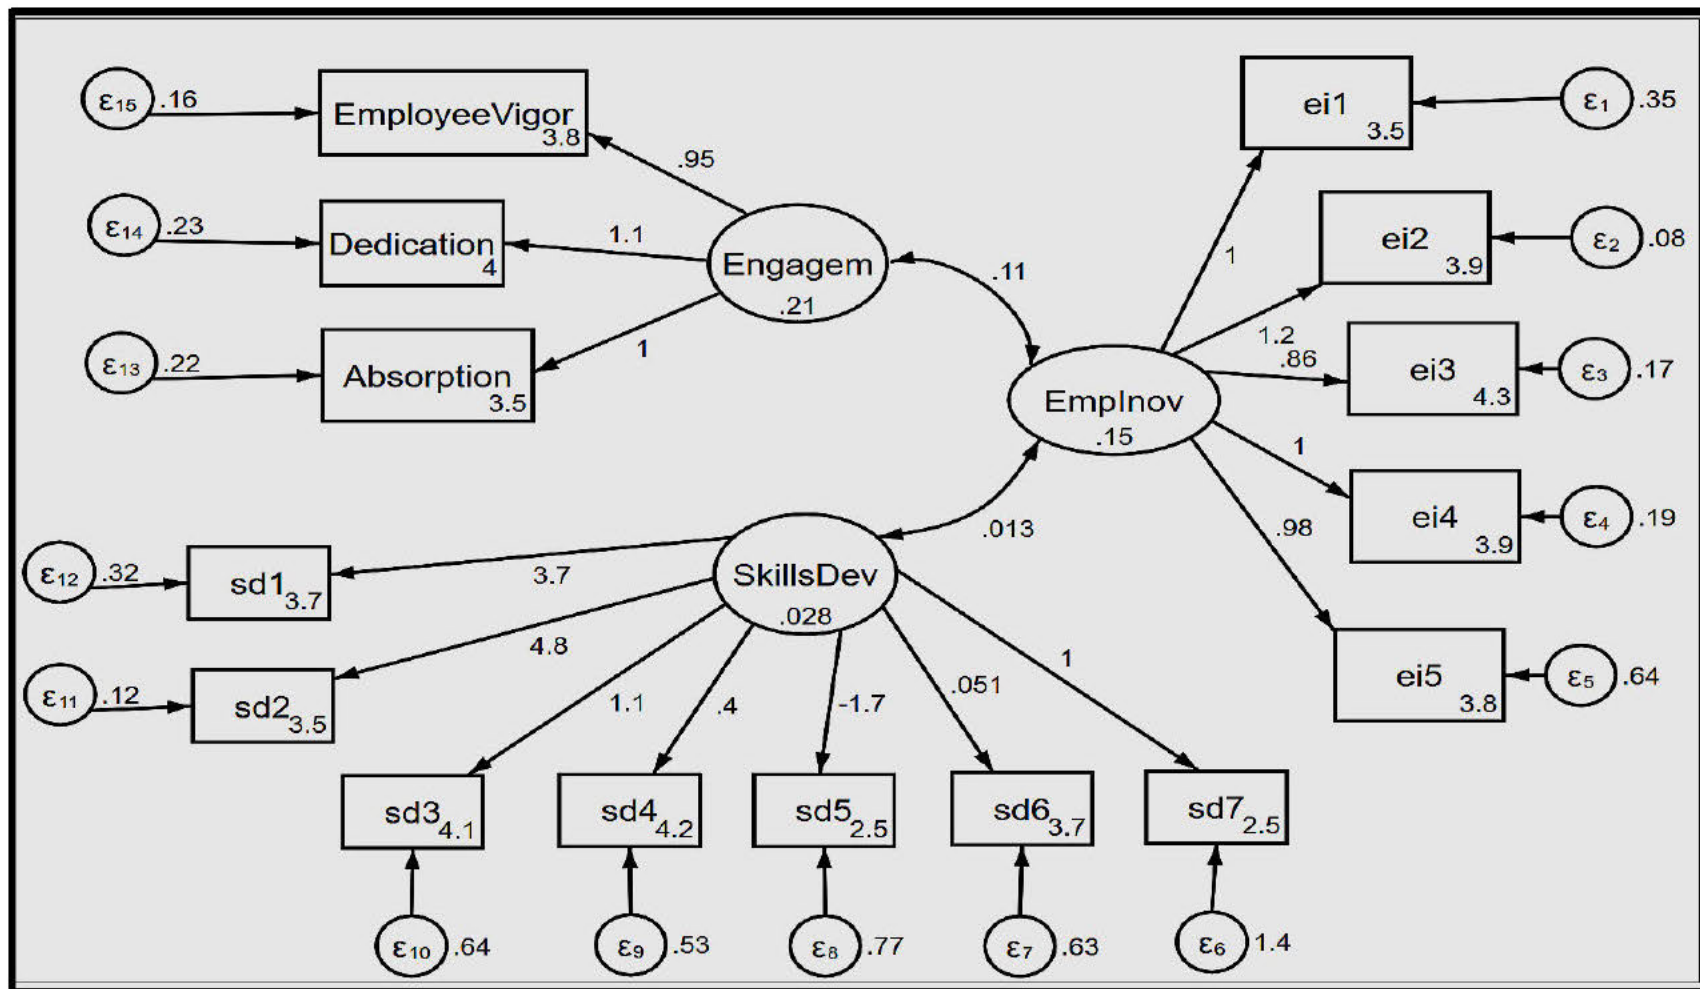 ε15 .16
EmployeeVigor
3.8
.95
ε14 .23
Dedication
4
1.1
Engagem
.21
ε13 .22
Absorption
3.5
1
.11
ei1
3.5
ε1 .35
1
ei2
3.9
ε2 .08
1.2
.86
ei3
4.3
ε3 .17
EmpInov
.15
1
ei4
3.9
ε4 .19
.98
ei5
3.8
ε5 .64
.013
SkillsDev
.028
ε12 .32
sd1 3.7
3.7
ε11 .12
sd2 3.5
4.8
1.1
.4
-1.7
.051
1
sd3 4.1
sd4 4.2
sd5 2.5
sd6 3.7
sd7 2.5
ε10 .64
ε9 .53
ε8 .77
ε7 .63
ε6 1.4